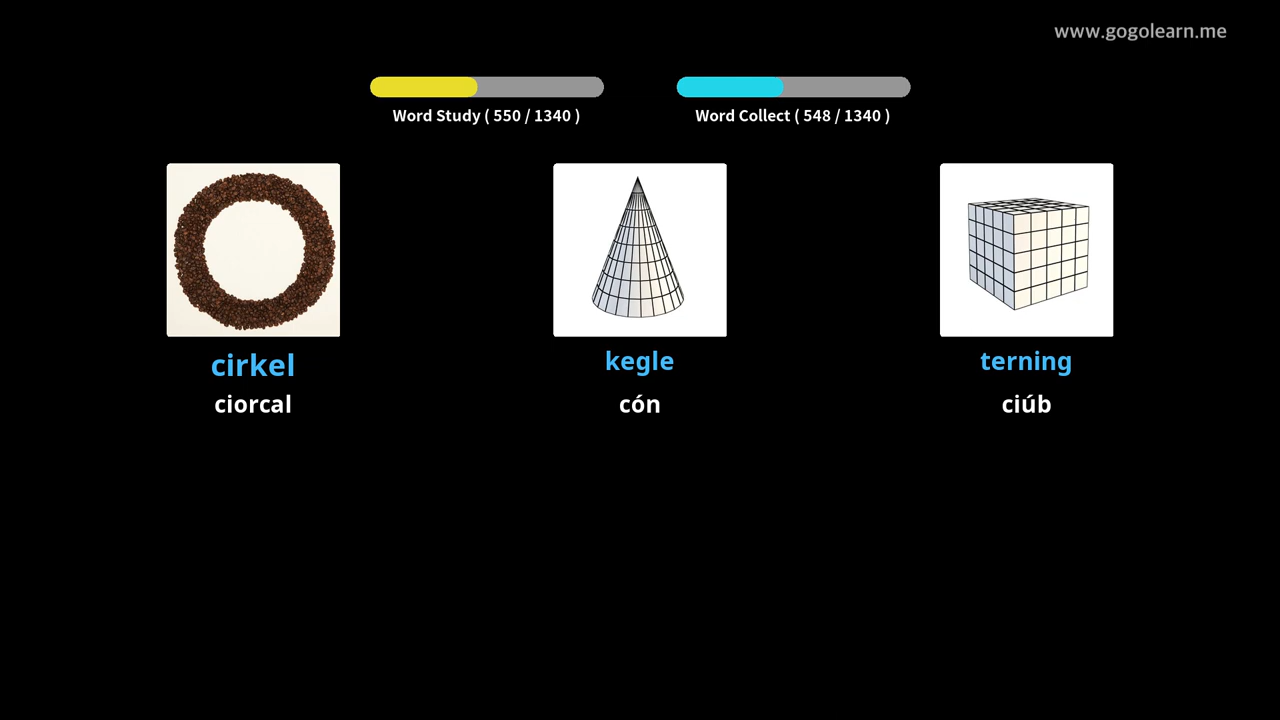 www.gogolearn.me
Word Study ( 550 / 1340 )
Word Collect ( 548 / 1340 )
cirkel
ciorcal
kegle
cón
terning
ciúb